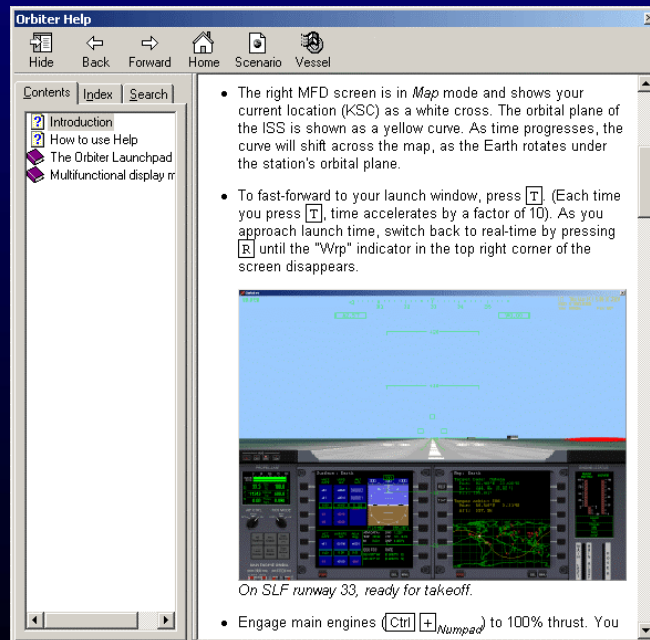 Orbiter Help
Hide Back Forward Home Scenario Vessel
Contents Index Search
Introduction
How to use Help
The Orbiter Launchpad
Multifunctional display m
The right MFD screen is in Map mode and shows your
current location (KSC) as a white cross. The orbital plane of
the ISS is shown as a yellow curve. As time progresses, the
curve will shift across the map, as the Earth rotates under
the station's orbital plane.
To fast-forward to your launch window, press T. (Each time
you press T, time accelerates by a factor of 10). As you
approach launch time, switch back to real-time by pressing
R until the "Wrp" indicator in the top right corner of the
screen disappears.
Orbiter
Surface: Earth
Map: Earth
On SLF runway 33, ready for takeoff.
Engage main engines (Ctrl + Numpad) to 100% thrust. You